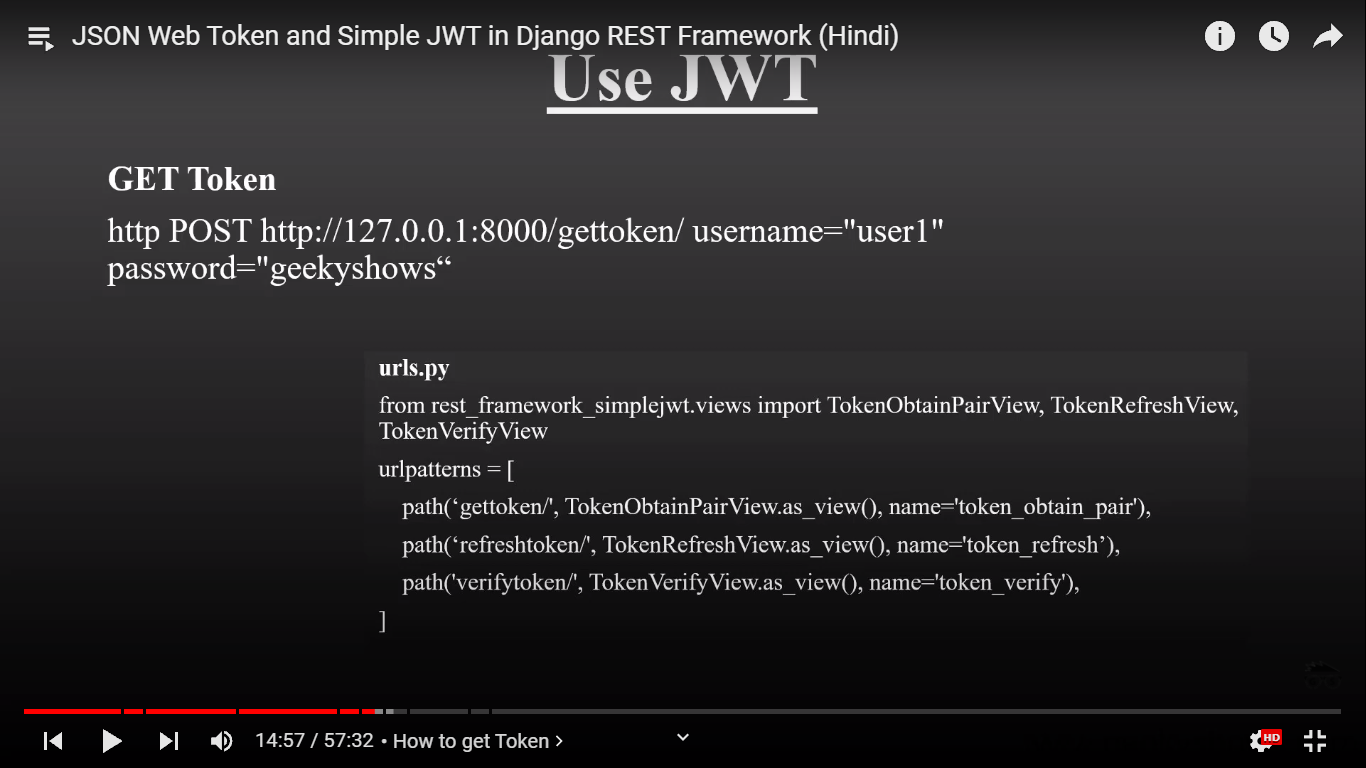 JSON Web Token and Simple JWT in Django REST Framework (Hindi)
Use JWT
GET Token
http POST http://127.0.0.1:8000/gettoken/ username="user1"
password="geekyshows“
urls.py
from rest_framework_simplejwt.views import TokenObtainPairView, TokenRefreshView,
TokenVerifyView
urlpatterns = [
path(‘gettoken/', TokenObtainPairView.as_view(), name='token_obtain_pair'),
path(‘refreshtoken/', TokenRefreshView.as_view(), name='token_refresh’),
path('verifytoken/', TokenVerifyView.as_view(), name='token_verify'),
]
14:57 / 57:32 • How to get Token
HD